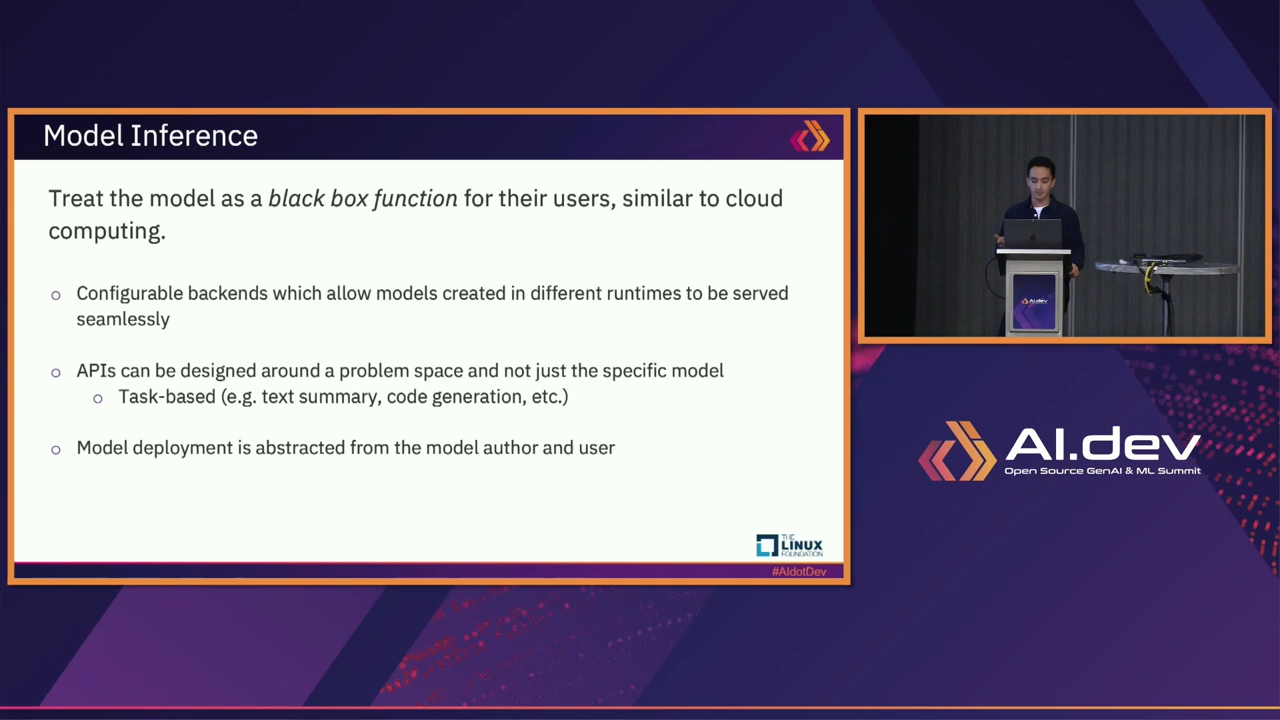 Model Inference
Treat the model as a black box function for their users, similar to cloud
computing.
○ Configurable backends which allow models created in different runtimes to be served
seamlessly
○ APIs can be designed around a problem space and not just the specific model
○ Task-based (e.g. text summary, code generation, etc.)
○ Model deployment is abstracted from the model author and user
THE
LINUX
FOUNDATION
#AIdotDev
AI.dev
AI.dev
Open Source GenAI & ML Summit